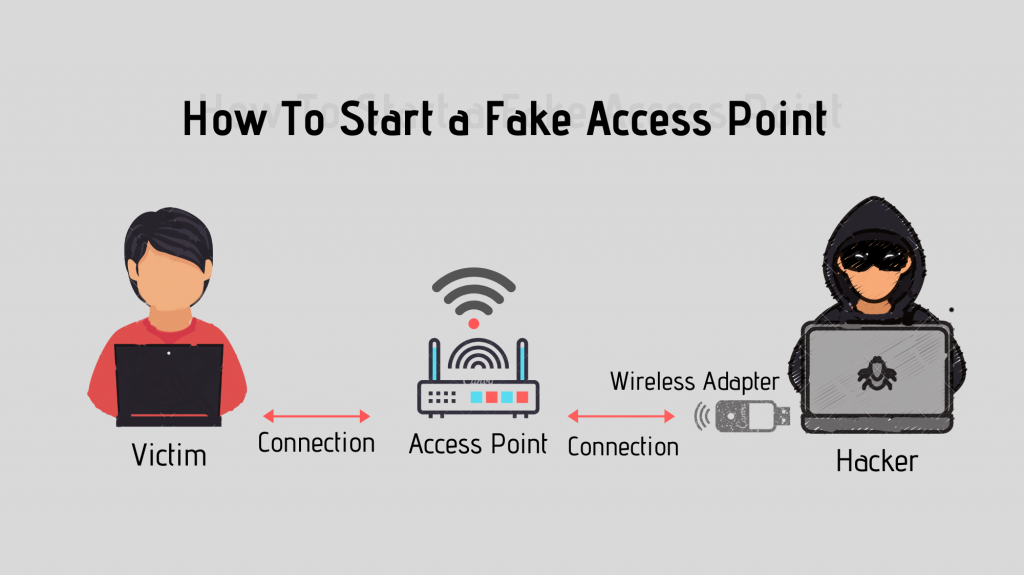 How To Start a Fake Access Point
Wireless Adapter
Victim
Connection
Access Point
Connection
Hacker